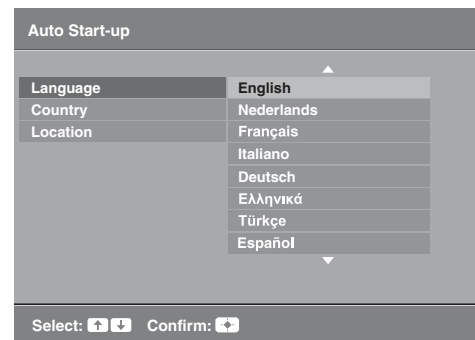 Auto Start-up
Language
Country
Location
English
Nederlands
Français
Italiano
Deutsch
Ελληνικά
Türkçe
Español
Select: Confirm: